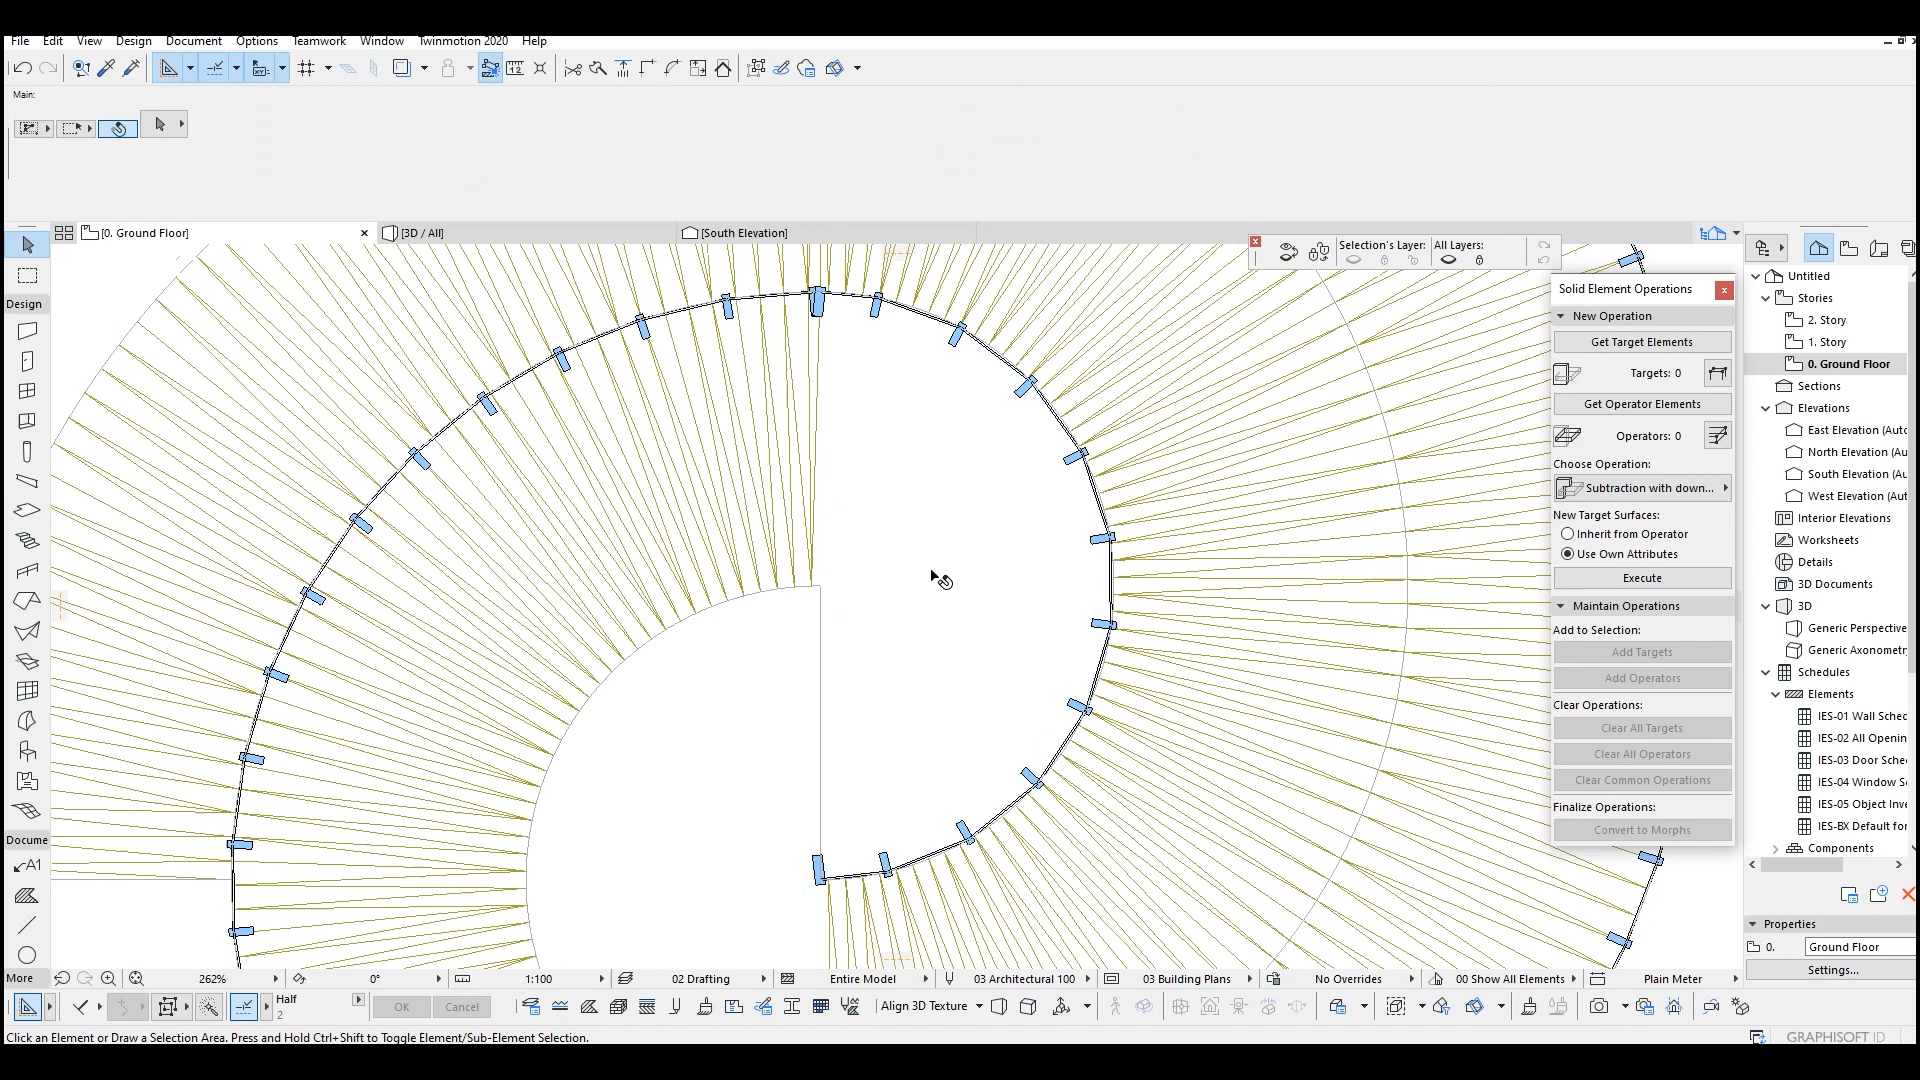 File Edit View Design Document Options Teamwork Window Twinmotion 2020 Help
Main:
[0. Ground Floor]
[3D / All]
[South Elevation]
Selection's Layer:
All Layers:
Solid Element Operations
New Operation
Get Target Elements
Targets: 0
Get Operator Elements
Operators: 0
Choose Operation:
Subtraction with down...
New Target Surfaces:
Inherit from Operator
Use Own Attributes
Execute
Maintain Operations
Add to Selection:
Add Targets
Add Operators
Clear Operations:
Clear All Targets
Clear All Operators
Clear Common Operations
Finalize Operations:
Convert to Morphs
Untitled
Stories
2. Story
1. Story
0. Ground Floor
Sections
Elevations
East Elevation (Auto
North Elevation (Au
South Elevation (Au
West Elevation (Aut
Interior Elevations
Worksheets
Details
3D Documents
3D
Generic Perspective
Generic Axonometry
Schedules
Elements
IES-01 Wall Sched
IES-02 All Openin
IES-03 Door Sche
IES-04 Window S
IES-05 Object Inve
IES-BX Default for
Components
Properties
0.
Ground Floor
Settings...
Design
Docume
A1
More
262%
0°
1:100
02 Drafting
Entire Model
03 Architectural 100
03 Building Plans
No Overrides
00 Show All Elements
Plain Meter
Half
2
OK
Cancel
Align 3D Texture
Click an Element or Draw a Selection Area. Press and Hold Ctrl+Shift to Toggle Element/Sub-Element Selection.
GRAPHISOFT ID